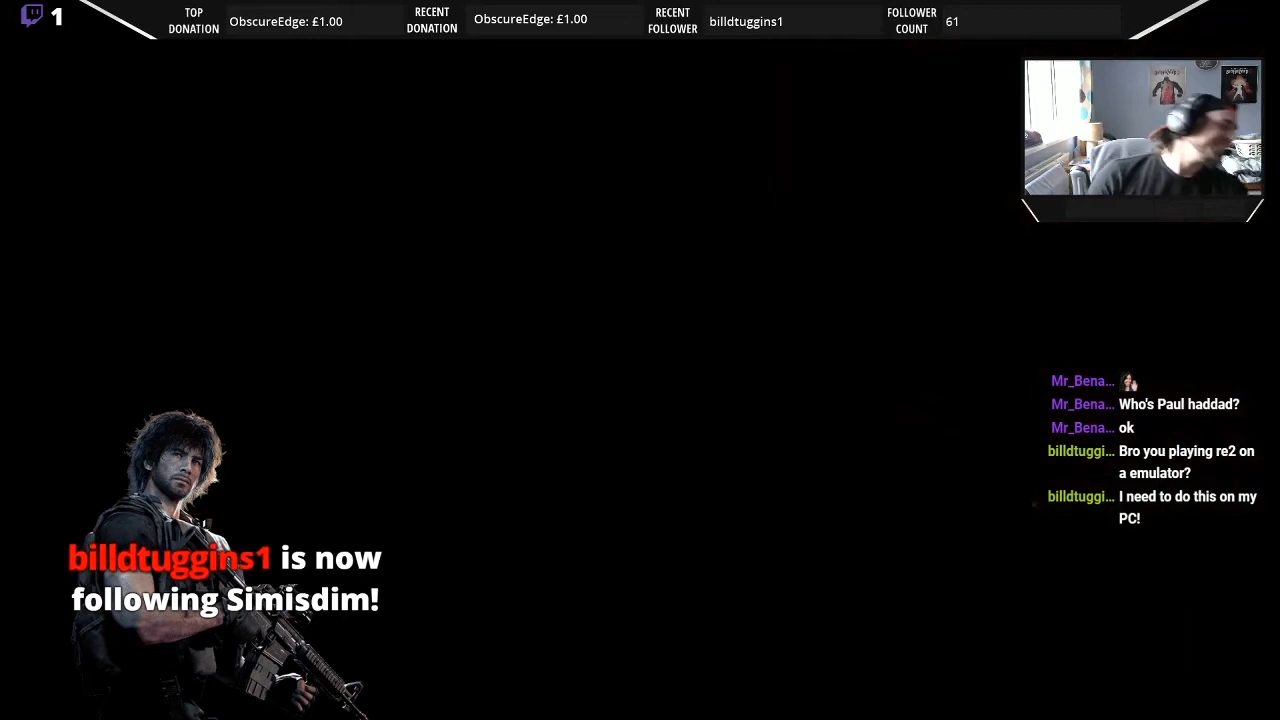 1
TOP DONATION
ObscureEdge: £1.00
RECENT DONATION
ObscureEdge: £1.00
RECENT FOLLOWER
billdtuggins1
FOLLOWER COUNT
61
Mr_Bena...
Mr_Bena... Who's Paul haddad?
Mr_Bena... ok
billdtuggi... Bro you playing re2 on
a emulator?
billdtuggi... I need to do this on my
PC!
billdtuggins1 is now
following Simisdim!